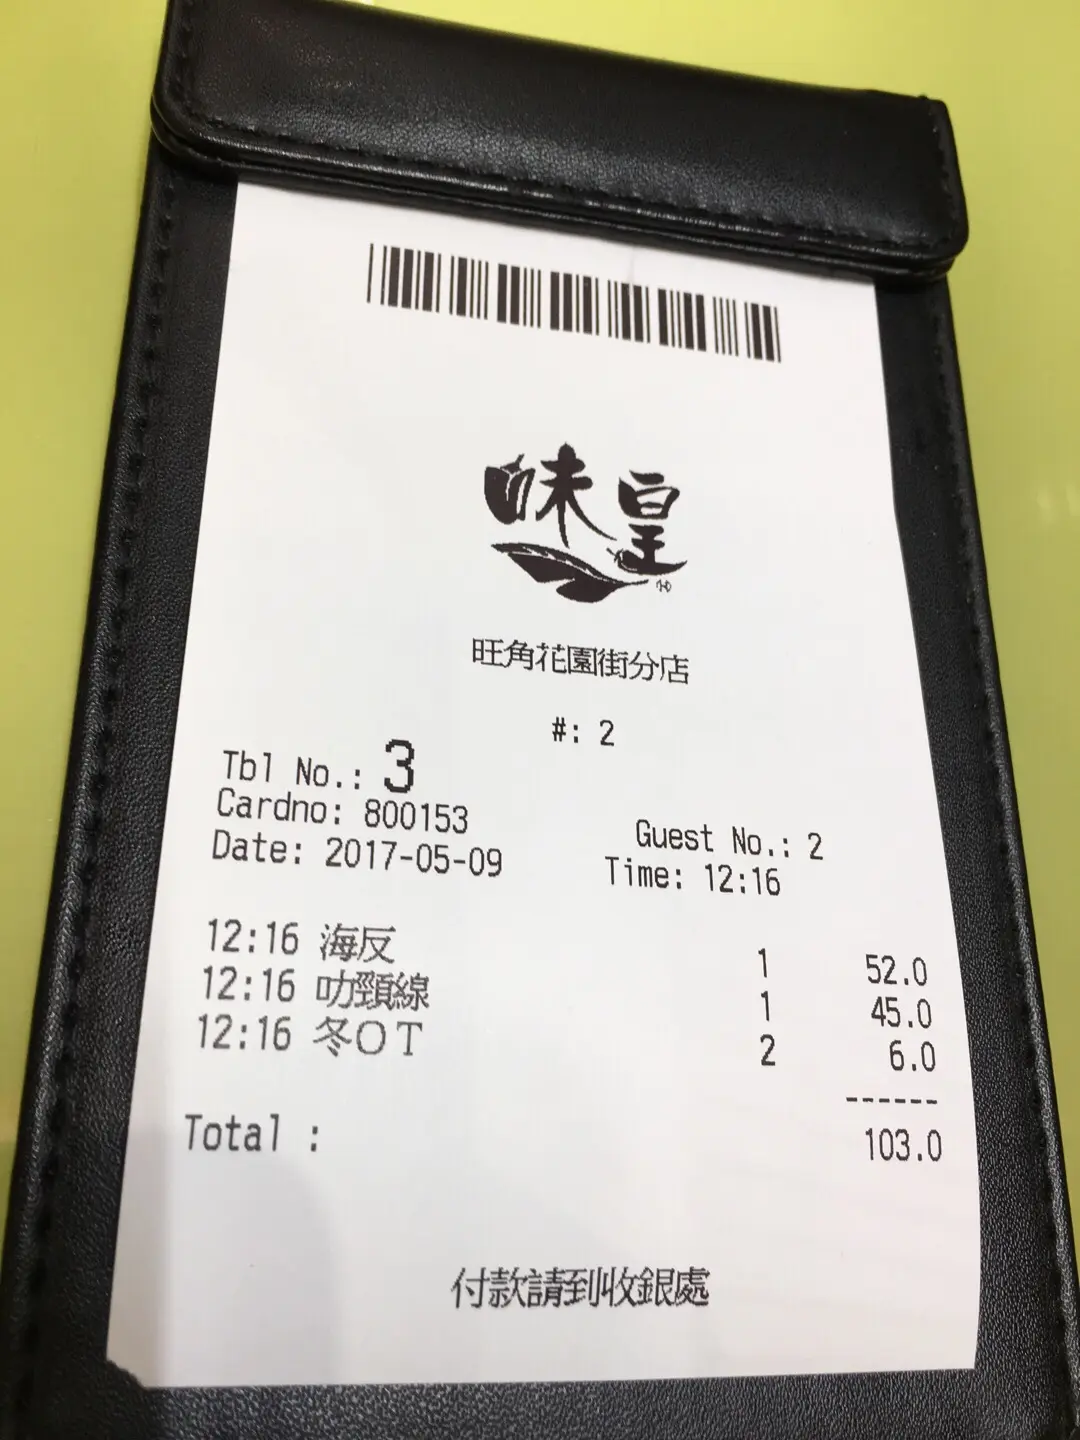 味皇
旺角花園街分店
#: 2
Tbl No.: 3
Cardno: 800153 Guest No.: 2
Date: 2017-05-09 Time: 12:16
12:16 海反 1 52.0
12:16 叻頸線 1 45.0
12:16 冬OT 2 6.0
------
Total : 103.0
付款請到收銀處